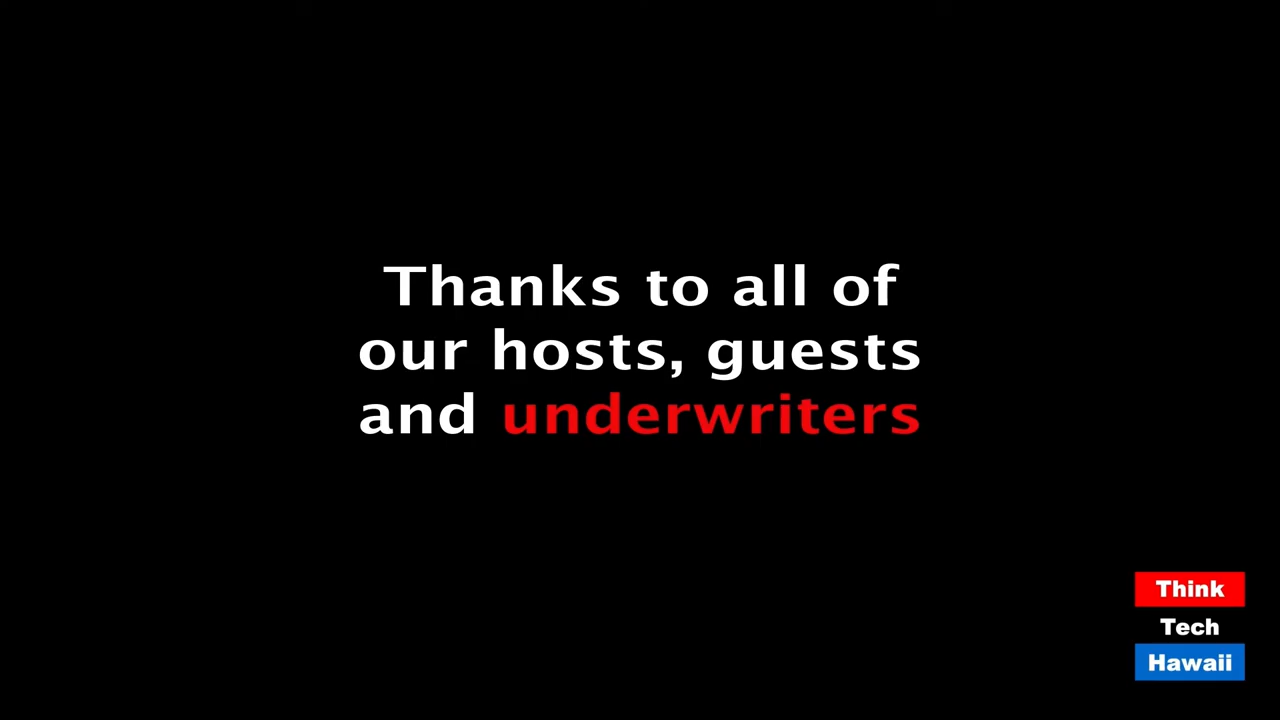 Thanks to all of
our hosts, guests
and underwriters
Think
Tech
Hawaii